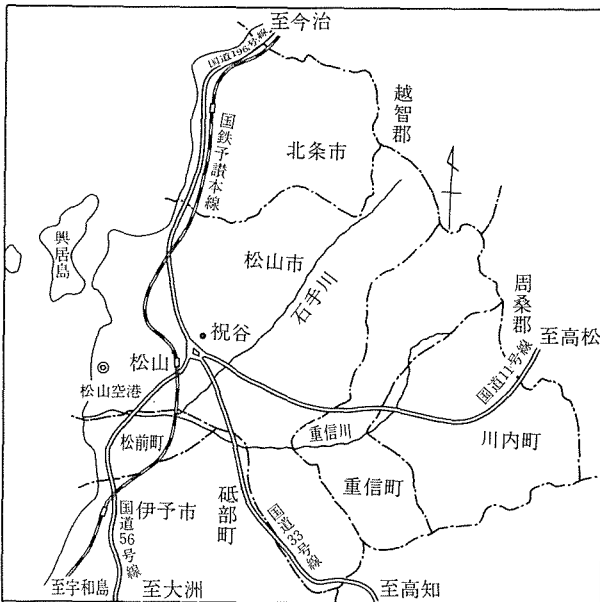 至今治
国道196号線
越智郡
国鉄予讃本線
北条市
興居島
松山市
石手川
周桑郡
祝谷
至高松
松山
国道11号線
松山空港
松前町
重信川
川内町
重信町
砥部町
伊予市
国道56号線
国道33号線
至宇和島
至大洲
至高知